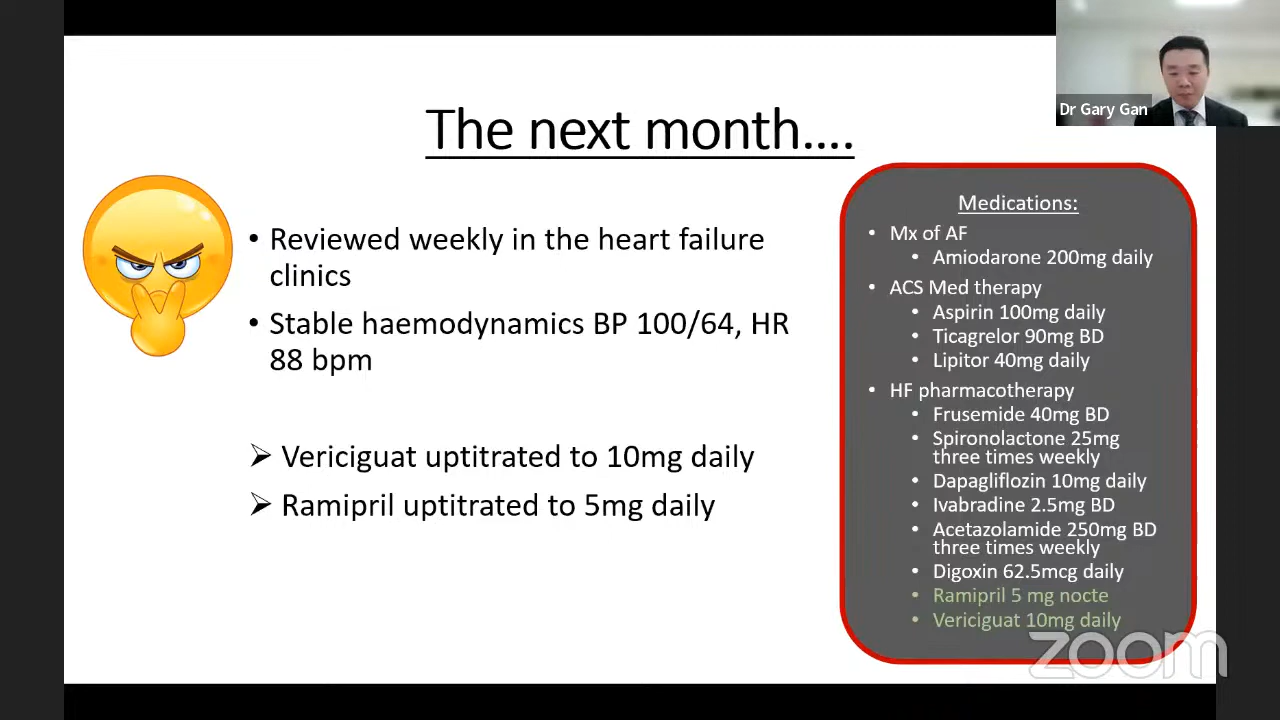 Dr Gary Gan
The next month....
• Reviewed weekly in the heart failure
clinics
• Stable haemodynamics BP 100/64, HR
88 bpm
➢ Vericiguat uptitrated to 10mg daily
➢ Ramipril uptitrated to 5mg daily
Medications:
• Mx of AF
• Amiodarone 200mg daily
• ACS Med therapy
• Aspirin 100mg daily
• Ticagrelor 90mg BD
• Lipitor 40mg daily
• HF pharmacotherapy
• Frusemide 40mg BD
• Spironolactone 25mg
three times weekly
• Dapagliflozin 10mg daily
• Ivabradine 2.5mg BD
• Acetazolamide 250mg BD
three times weekly
• Digoxin 62.5mcg daily
• Ramipril 5 mg nocte
• Vericiguat 10mg daily
zoom